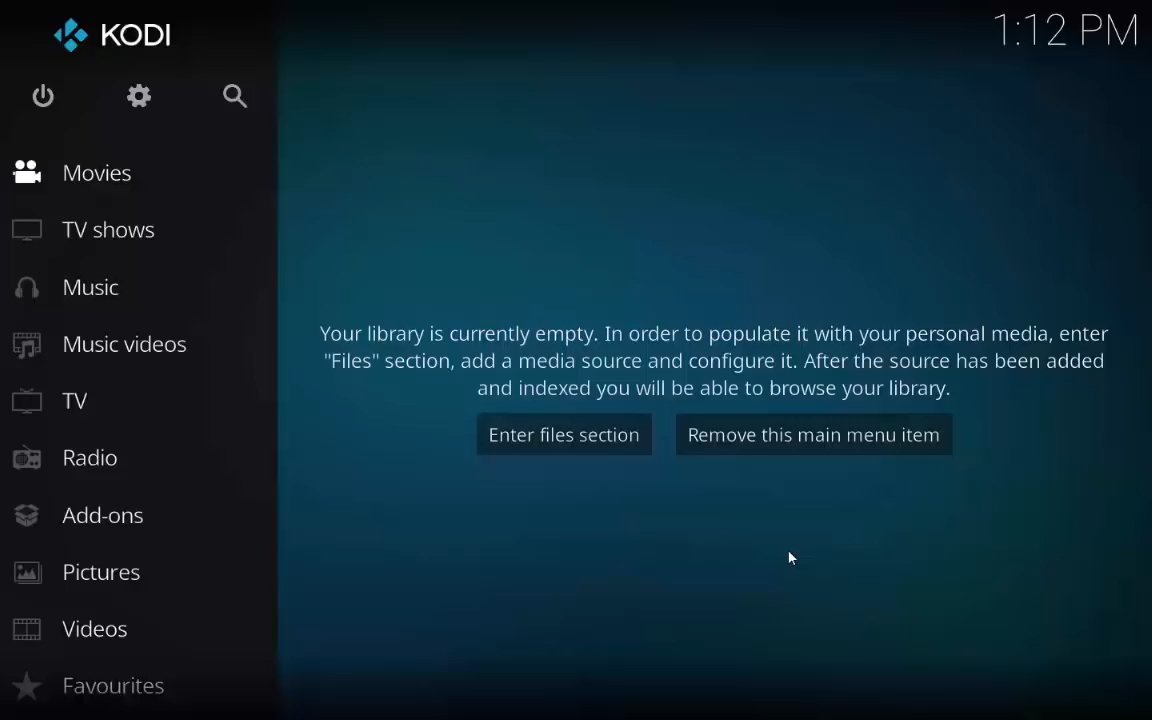 KODI
1:12 PM
Movies
TV shows
Music
Music videos
TV
Radio
Add-ons
Pictures
Videos
Favourites
Your library is currently empty. In order to populate it with your personal media, enter
"Files" section, add a media source and configure it. After the source has been added
and indexed you will be able to browse your library.
Enter files section
Remove this main menu item